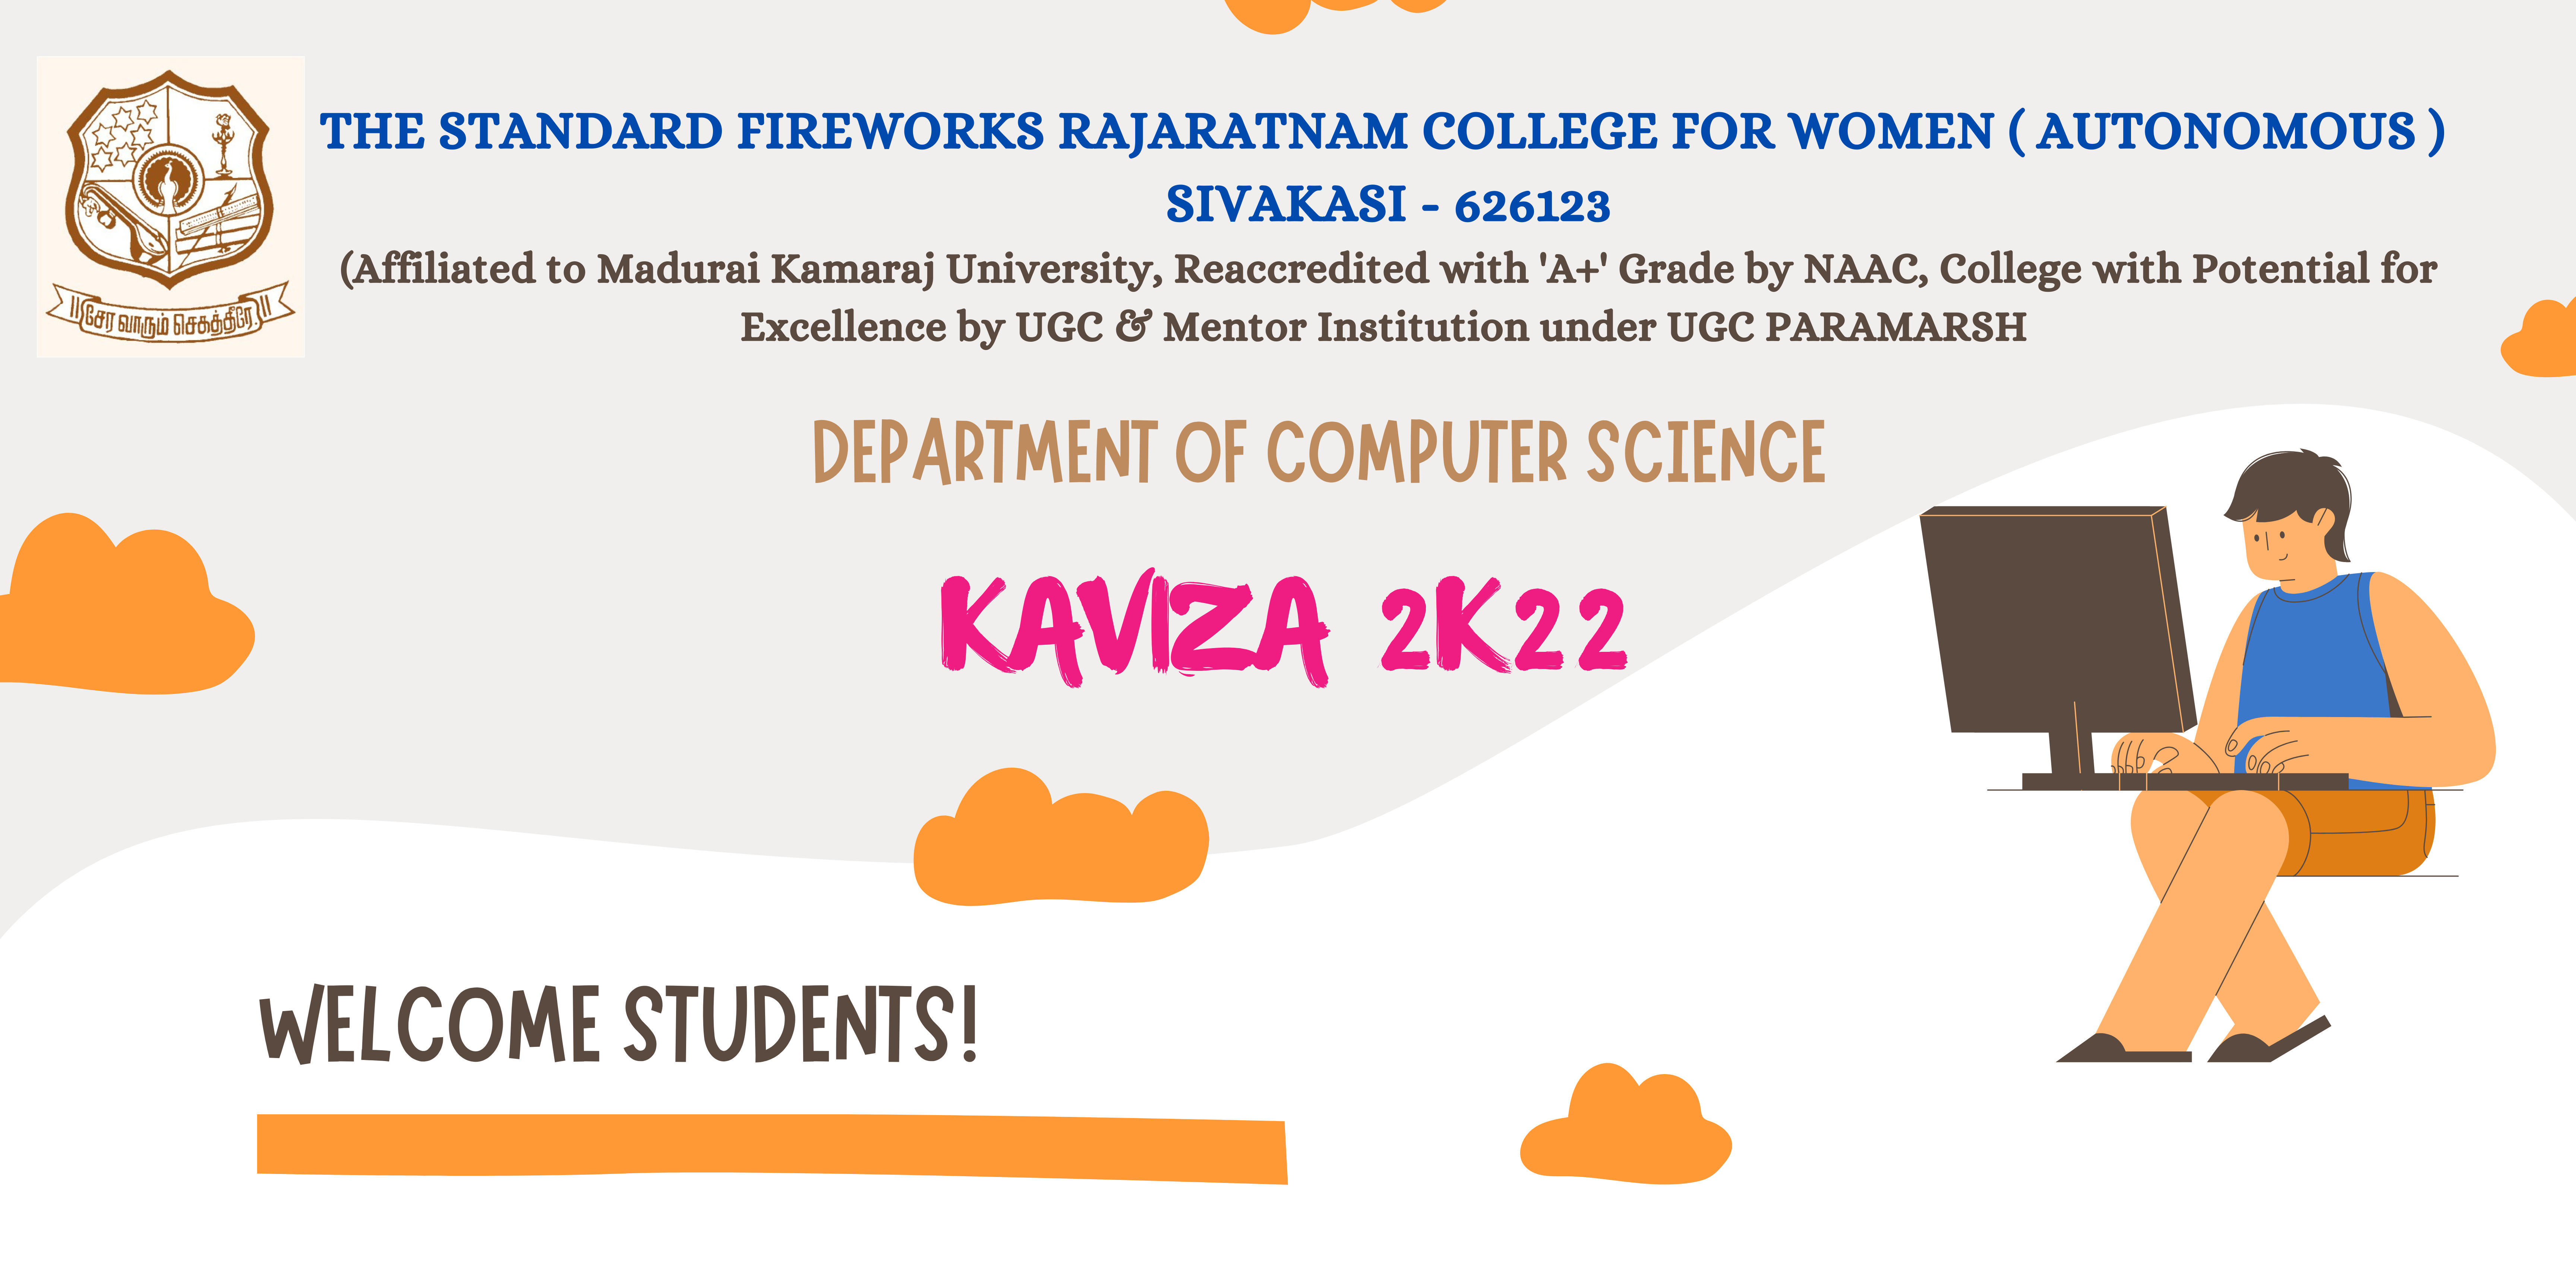 THE STANDARD FIREWORKS RAJARATNAM COLLEGE FOR WOMEN ( AUTONOMOUS )
SIVAKASI - 626123
(Affiliated to Madurai Kamaraj University, Reaccredited with 'A+' Grade by NAAC, College with Potential for
Excellence by UGC & Mentor Institution under UGC PARAMARSH
॥சேர வாரும் செகத்தீரே॥
DEPARTMENT OF COMPUTER SCIENCE
KAVIZA 2K22
WELCOME STUDENTS!